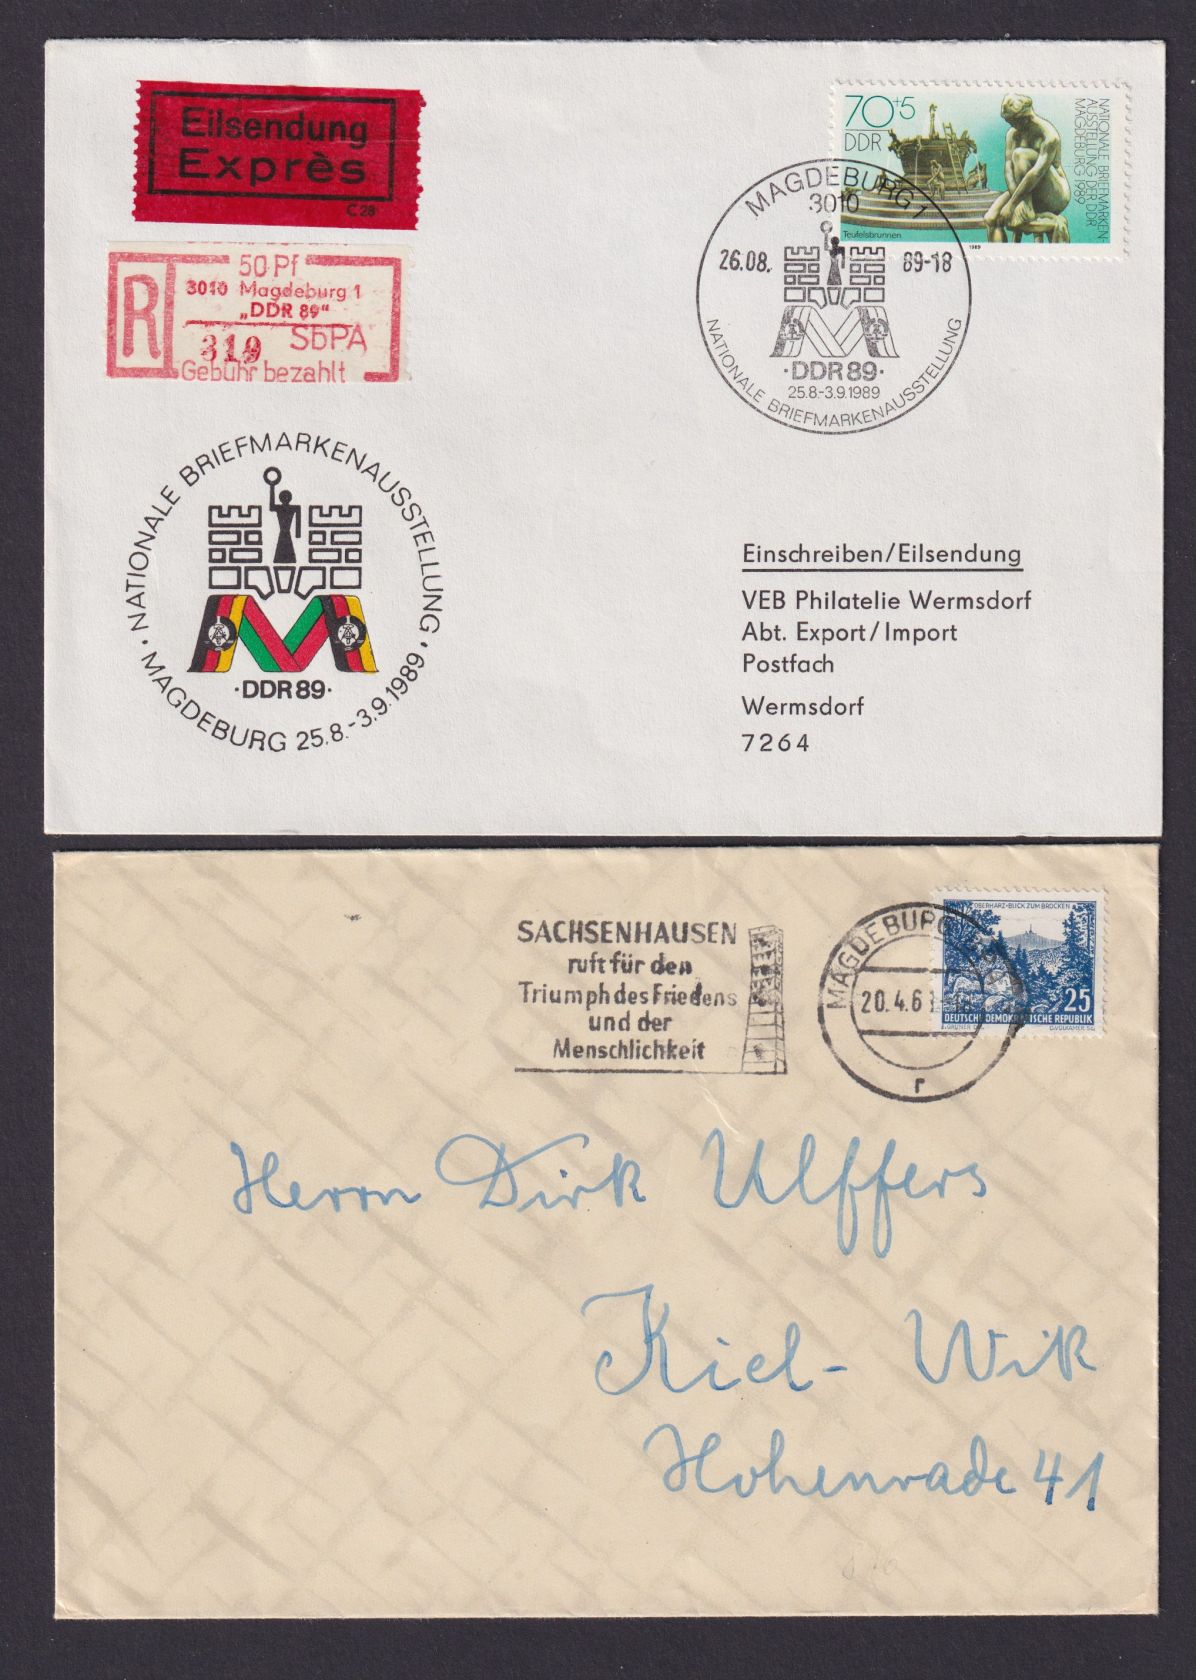 Eilsendung
Exprès
C 28
50 Pf
R
3010 Magdeburg 1
„DDR 89“
319 SbPA
Gebühr bezahlt
70+5
DDR
NATIONALE BRIEFMARKEN-
AUSSTELLUNG DER DDR
MAGDEBURG 1989
Teufelsbrunnen
1989
MAGDEBURG 1
3010
26.08. 89-18
·DDR 89·
25.8.-3.9.1989
NATIONALE BRIEFMARKENAUSSTELLUNG
· NATIONALE BRIEFMARKENAUSSTELLUNG ·
·DDR 89·
MAGDEBURG 25.8.-3.9.1989
Einschreiben/Eilsendung
VEB Philatelie Wermsdorf
Abt. Export/Import
Postfach
Wermsdorf
7264
SACHSENHAUSEN
ruft für den
Triumph des Friedens
und der
Menschlichkeit
MAGDEBURG
20.4.6
r
OBERHARZ·BLICK ZUM BROCKEN
25
DEUTSCHE DEMOKRATISCHE REPUBLIK
Herrn Dirk Ulffers
Kiel- Wik
Hohenrade 41